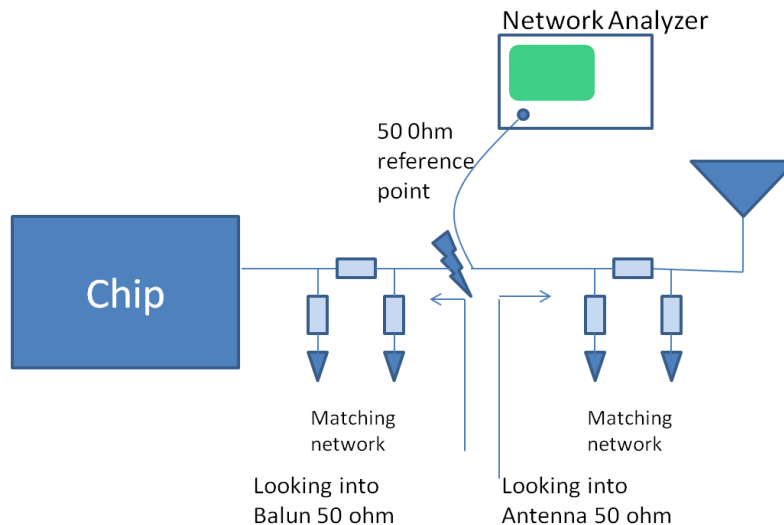 Network Analyzer
50 Ohm
reference
point
Chip
Matching
network
Matching
network
Looking into
Balun 50 ohm
Looking into
Antenna 50 ohm